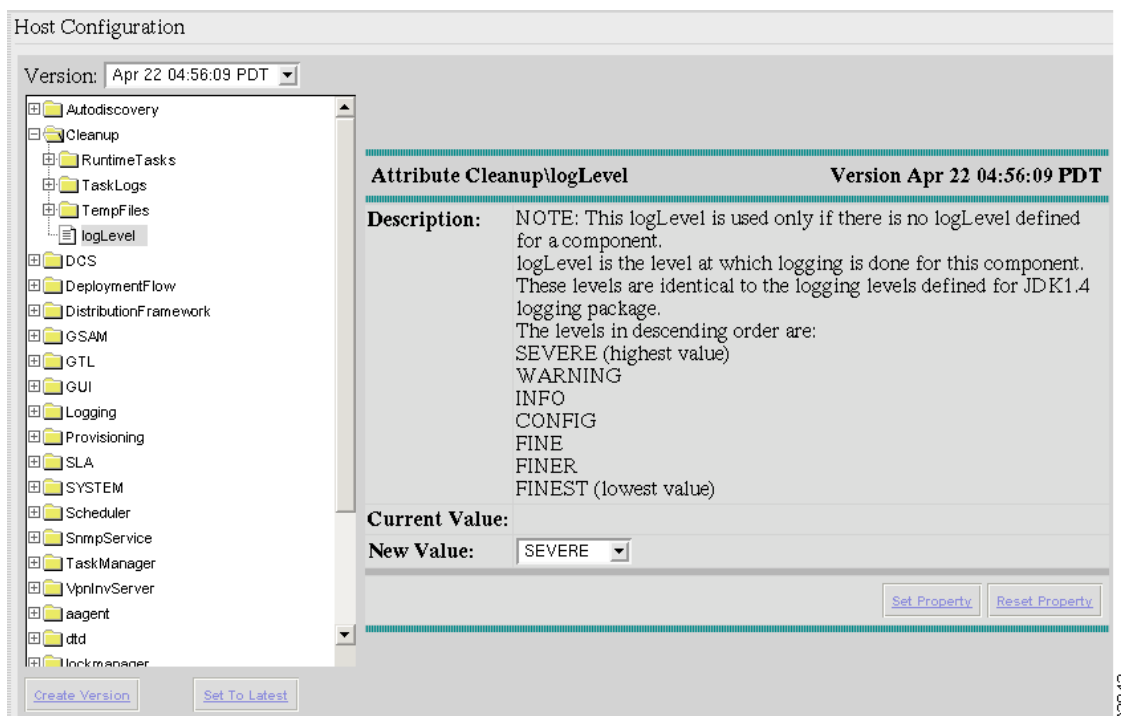 Host Configuration
Version: Apr 22 04:56:09 PDT
Autodiscovery
Cleanup
RuntimeTasks
TaskLogs
TempFiles
logLevel
DCS
DeploymentFlow
DistributionFramework
GSAM
GTL
GUI
Logging
Provisioning
SLA
SYSTEM
Scheduler
SnmpService
TaskManager
VpnInvServer
aagent
dtd
lockmanager
Create Version
Set To Latest
Attribute Cleanup\logLevel Version Apr 22 04:56:09 PDT
Description: NOTE: This logLevel is used only if there is no logLevel defined
for a component.
logLevel is the level at which logging is done for this component.
These levels are identical to the logging levels defined for JDK1.4
logging package.
The levels in descending order are:
SEVERE (highest value)
WARNING
INFO
CONFIG
FINE
FINER
FINEST (lowest value)
Current Value:
New Value: SEVERE
Set Property Reset Property